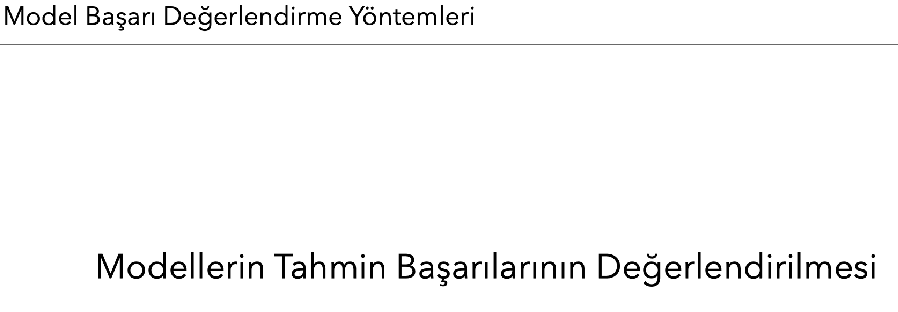 Model Başarı Değerlendirme Yöntemleri
Modellerin Tahmin Başarılarının Değerlendirilmesi